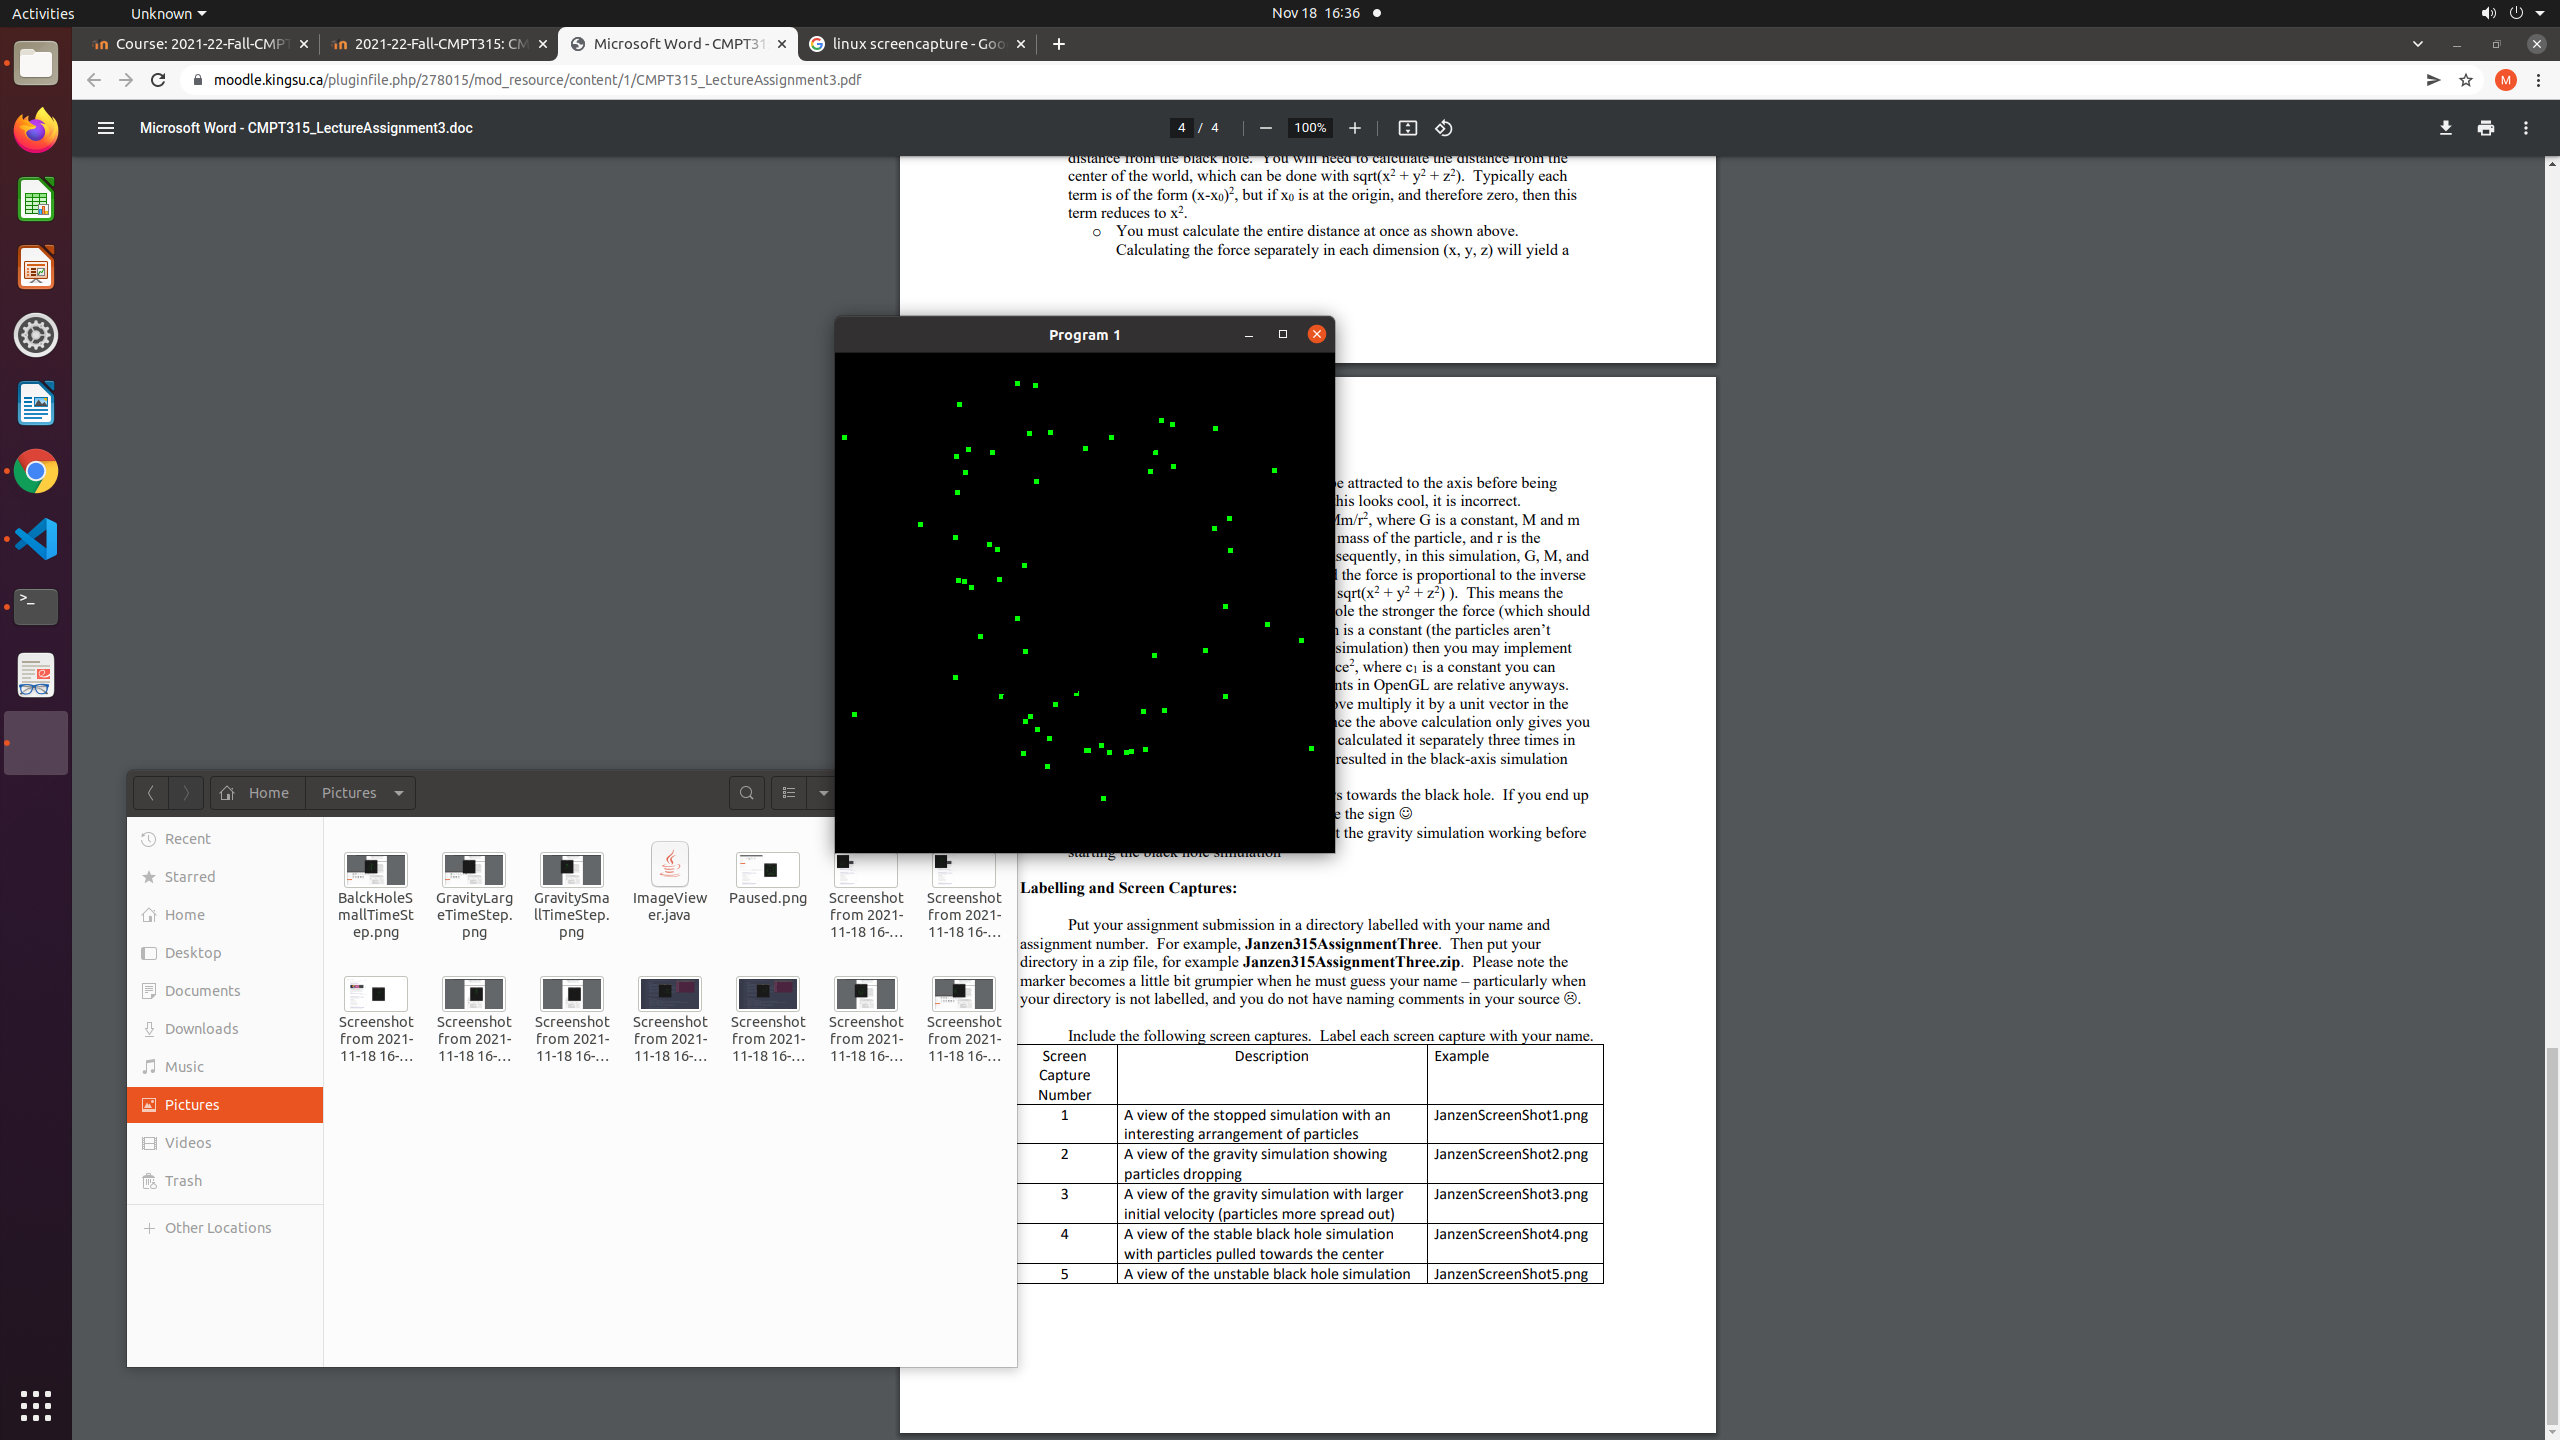 Activities
Unknown
Nov 18 16:36
Course: 2021-22-Fall-CMPT
2021-22-Fall-CMPT315: CM
Microsoft Word - CMPT31
linux screencapture - Goo
moodle.kingsu.ca/pluginfile.php/278015/mod_resource/content/1/CMPT315_LectureAssignment3.pdf
M
Microsoft Word - CMPT315_LectureAssignment3.doc
4 / 4
100%
distance from the black hole. You will need to calculate the distance from the
center of the world, which can be done with sqrt(x² + y² + z²). Typically each
term is of the form (x-x₀)², but if x₀ is at the origin, and therefore zero, then this
term reduces to x².
o You must calculate the entire distance at once as shown above.
Calculating the force separately in each dimension (x, y, z) will yield a
Program 1
be attracted to the axis before being
this looks cool, it is incorrect.
Mm/r², where G is a constant, M and m
mass of the particle, and r is the
sequently, in this simulation, G, M, and
the force is proportional to the inverse
sqrt(x² + y² + z²) ). This means the
ole the stronger the force (which should
is a constant (the particles aren't
simulation) then you may implement
ce², where c₁ is a constant you can
nts in OpenGL are relative anyways.
ove multiply it by a unit vector in the
nce the above calculation only gives you
calculated it separately three times in
resulted in the black-axis simulation
s towards the black hole. If you end up
e the sign ☺
t the gravity simulation working before
starting the black hole simulation
Labelling and Screen Captures:
Put your assignment submission in a directory labelled with your name and
assignment number. For example, Janzen315AssignmentThree. Then put your
directory in a zip file, for example Janzen315AssignmentThree.zip. Please note the
marker becomes a little bit grumpier when he must guess your name – particularly when
your directory is not labelled, and you do not have naming comments in your source ☹.
Include the following screen captures. Label each screen capture with your name.
Screen Capture Number Description Example
1 A view of the stopped simulation with an interesting arrangement of particles JanzenScreenShot1.png
2 A view of the gravity simulation showing particles dropping JanzenScreenShot2.png
3 A view of the gravity simulation with larger initial velocity (particles more spread out) JanzenScreenShot3.png
4 A view of the stable black hole simulation with particles pulled towards the center JanzenScreenShot4.png
5 A view of the unstable black hole simulation JanzenScreenShot5.png
Home
Pictures
Recent
Starred
Home
Desktop
Documents
Downloads
Music
Pictures
Videos
Trash
Other Locations
BalckHoleSmallTimeStep.png
GravityLargeTimeStep.png
GravitySmallTimeStep.png
ImageViewer.java
Paused.png
Screenshot from 2021-11-18 16-…
Screenshot from 2021-11-18 16-…
Screenshot from 2021-11-18 16-…
Screenshot from 2021-11-18 16-…
Screenshot from 2021-11-18 16-…
Screenshot from 2021-11-18 16-…
Screenshot from 2021-11-18 16-…
Screenshot from 2021-11-18 16-…
Screenshot from 2021-11-18 16-…